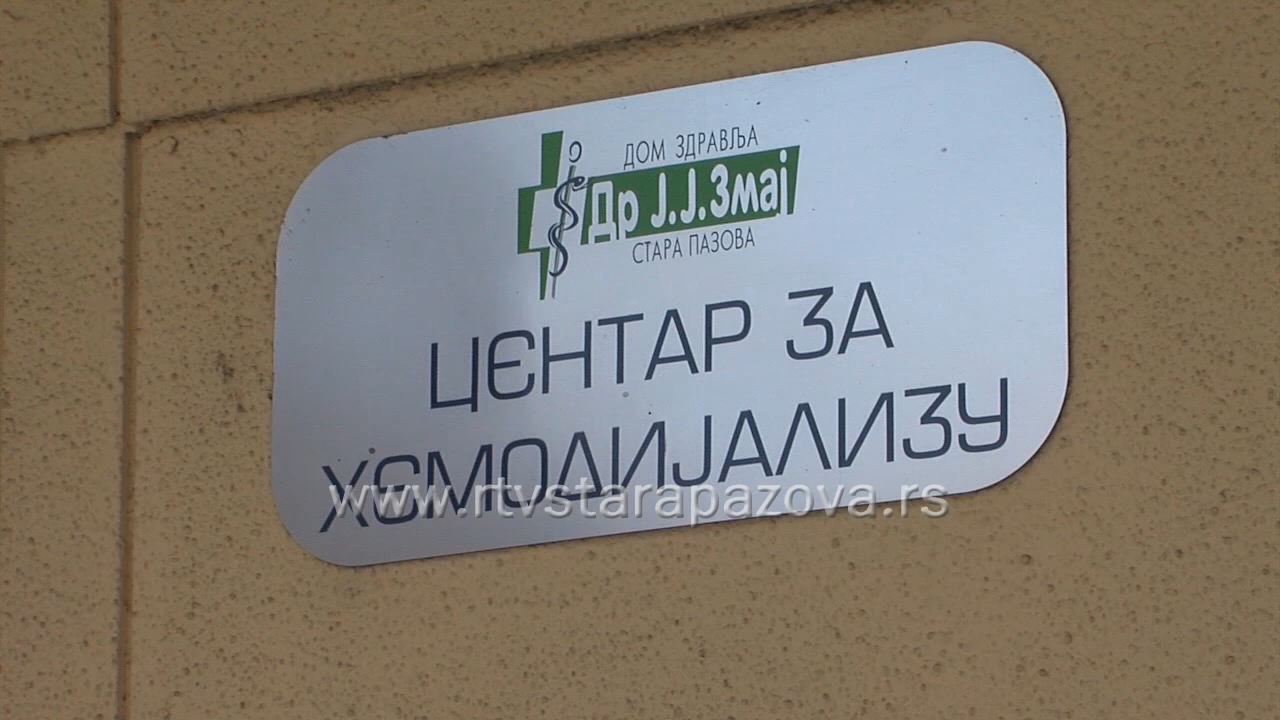 ДОМ ЗДРАВЉА
Др Ј.Ј.Змај
СТАРА ПАЗОВА
ЦЕНТАР ЗА
ХЕМОДИЈАЛИЗУ
www.rtvstarapazova.rs